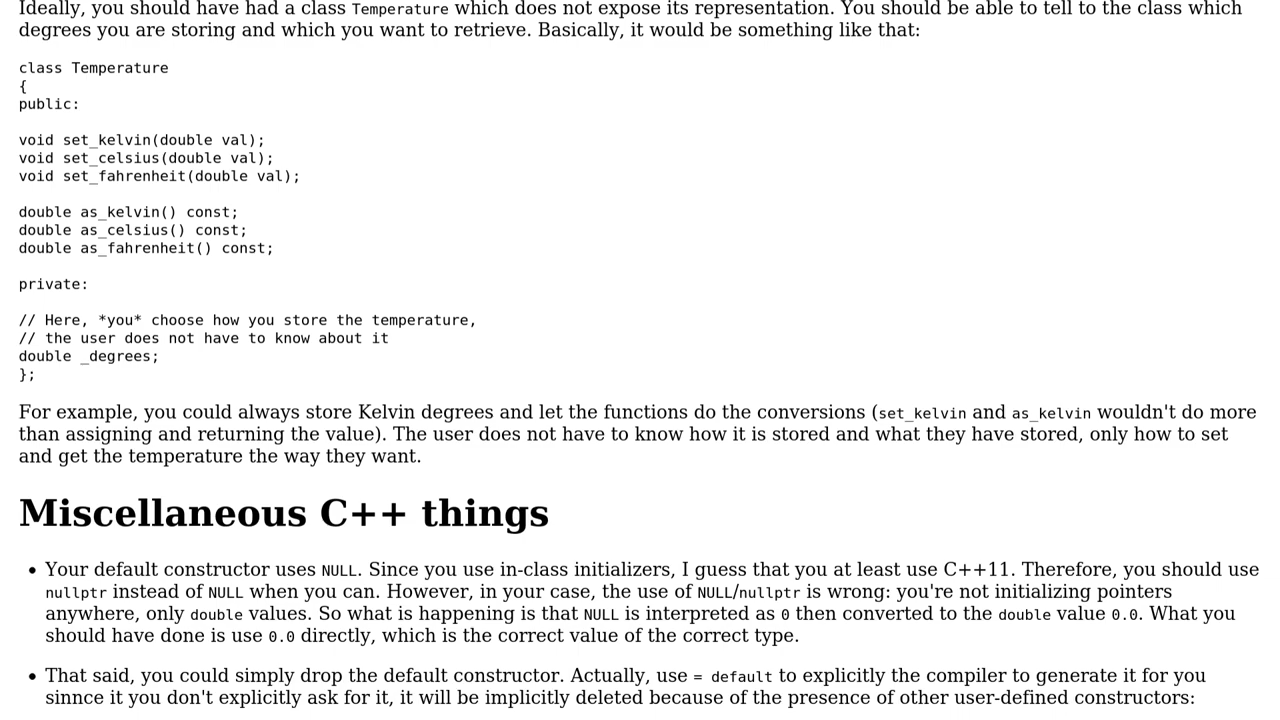 Ideally, you should have had a class Temperature which does not expose its representation. You should be able to tell to the class which
degrees you are storing and which you want to retrieve. Basically, it would be something like that:
class Temperature
{
public:
void set_kelvin(double val);
void set_celsius(double val);
void set_fahrenheit(double val);
double as_kelvin() const;
double as_celsius() const;
double as_fahrenheit() const;
private:
// Here, *you* choose how you store the temperature,
// the user does not have to know about it
double _degrees;
};
For example, you could always store Kelvin degrees and let the functions do the conversions (set_kelvin and as_kelvin wouldn't do more
than assigning and returning the value). The user does not have to know how it is stored and what they have stored, only how to set
and get the temperature the way they want.
Miscellaneous C++ things
• Your default constructor uses NULL. Since you use in-class initializers, I guess that you at least use C++11. Therefore, you should use
nullptr instead of NULL when you can. However, in your case, the use of NULL/nullptr is wrong: you're not initializing pointers
anywhere, only double values. So what is happening is that NULL is interpreted as 0 then converted to the double value 0.0. What you
should have done is use 0.0 directly, which is the correct value of the correct type.
• That said, you could simply drop the default constructor. Actually, use = default to explicitly the compiler to generate it for you
sinnce it you don't explicitly ask for it, it will be implicitly deleted because of the presence of other user-defined constructors: